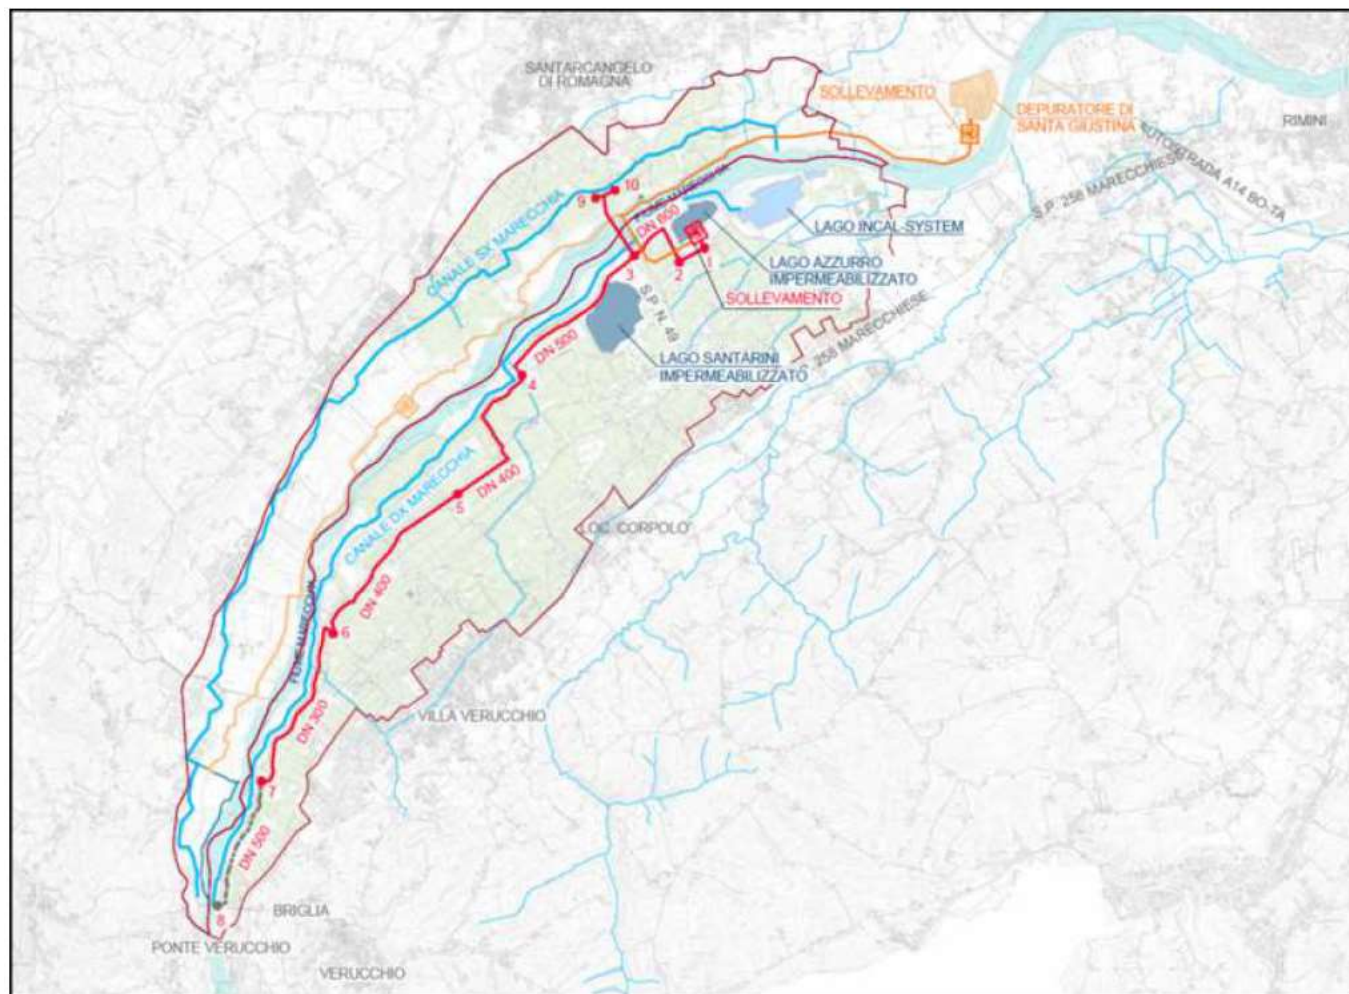 SANTARCANGELO
DI ROMAGNA
SOLLEVAMENTO
DEPURATORE DI
SANTA GIUSTINA
RIMINI
AUTOSTRADA A14 BO-TA
S.P. 258 MARECCHIESE
10
9
FIUME MARECCHIA
DN 600
LAGO INCAL-SYSTEM
CANALE SX MARECCHIA
1
2
3
LAGO AZZURRO
IMPERMEABILIZZATO
SOLLEVAMENTO
S.P. N. 49
258 MARECCHIESE
DN 500
LAGO SANTARINI
IMPERMEABILIZZATO
4
CANALE DX MARECCHIA
DN 400
5
LOC. CORPOLO'
DN 400
6
FIUME MARECCHIA
DN 300
VILLA VERUCCHIO
7
DN 500
8
BRIGLIA
PONTE VERUCCHIO
VERUCCHIO